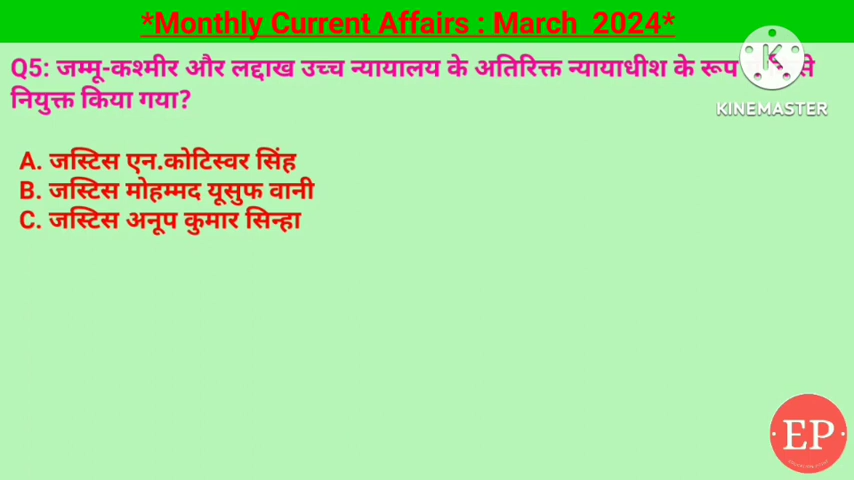 *Monthly Current Affairs : March 2024*
Q5: जम्मू-कश्मीर और लद्दाख उच्च न्यायालय के अतिरिक्त न्यायाधीश के रूप
नियुक्त किया गया?
KINEMASTER
A. जस्टिस एन.कोटिस्वर सिंह
B. जस्टिस मोहम्मद यूसुफ वानी
C. जस्टिस अनूप कुमार सिन्हा
EP